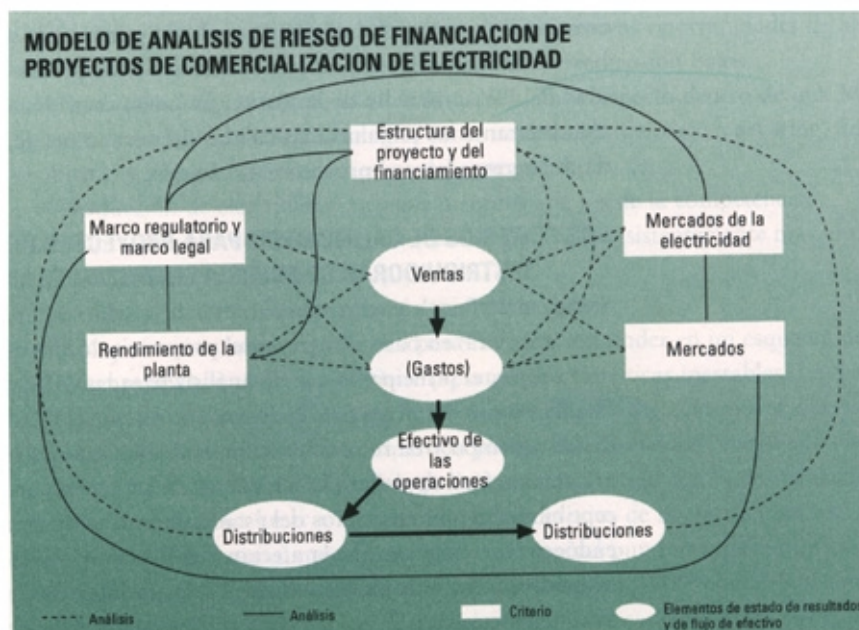 MODELO DE ANALISIS DE RIESGO DE FINANCIACION DE
PROYECTOS DE COMERCIALIZACION DE ELECTRICIDAD
Estructura del
proyecto y del
financiamiento
Marco regulatorio y
marco legal
Mercados de la
electricidad
Ventas
Rendimiento de la
planta
(Gastos)
Mercados
Efectivo de
las
operaciones
Distribuciones
Distribuciones
Análisis
Análisis
Criterio
Elementos de estado de resultados
y de flujo de efectivo